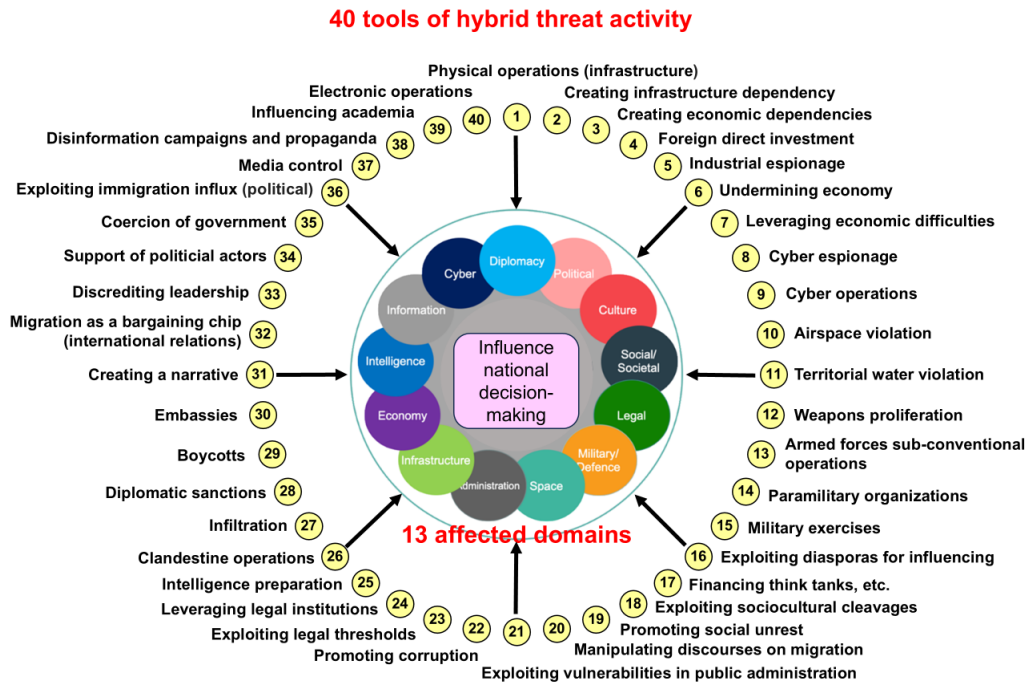 40 tools of hybrid threat activity
1
Physical operations (infrastructure)
2
Creating infrastructure dependency
3
Creating economic dependencies
4
Foreign direct investment
5
Industrial espionage
6
Undermining economy
7
Leveraging economic difficulties
8
Cyber espionage
9
Cyber operations
10
Airspace violation
11
Territorial water violation
12
Weapons proliferation
13
Armed forces sub-conventional
operations
14
Paramilitary organizations
15
Military exercises
16
Exploiting diasporas for influencing
17
Financing think tanks, etc.
18
Exploiting sociocultural cleavages
19
Promoting social unrest
20
Manipulating discourses on migration
21
Exploiting vulnerabilities in public administration
22
Promoting corruption
23
Exploiting legal thresholds
24
Leveraging legal institutions
25
Intelligence preparation
26
Clandestine operations
27
Infiltration
28
Diplomatic sanctions
29
Boycotts
30
Embassies
31
Creating a narrative
32
Migration as a bargaining chip
(international relations)
33
Discrediting leadership
34
Support of politicial actors
35
Coercion of government
36
Exploiting immigration influx (political)
37
Media control
38
Disinformation campaigns and propaganda
39
Influencing academia
40
Electronic operations
Diplomacy
Political
Culture
Social/
Societal
Legal
Military/
Defence
Space
Administration
Infrastructure
Economy
Intelligence
Information
Cyber
Influence
national
decision-
making
13 affected domains